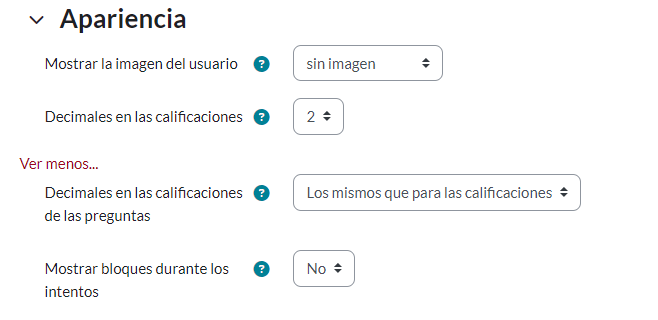 Apariencia
Mostrar la imagen del usuario ? sin imagen
Decimales en las calificaciones ? 2
Ver menos...
Decimales en las calificaciones ? Los mismos que para las calificaciones
de las preguntas
Mostrar bloques durante los ? No
intentos